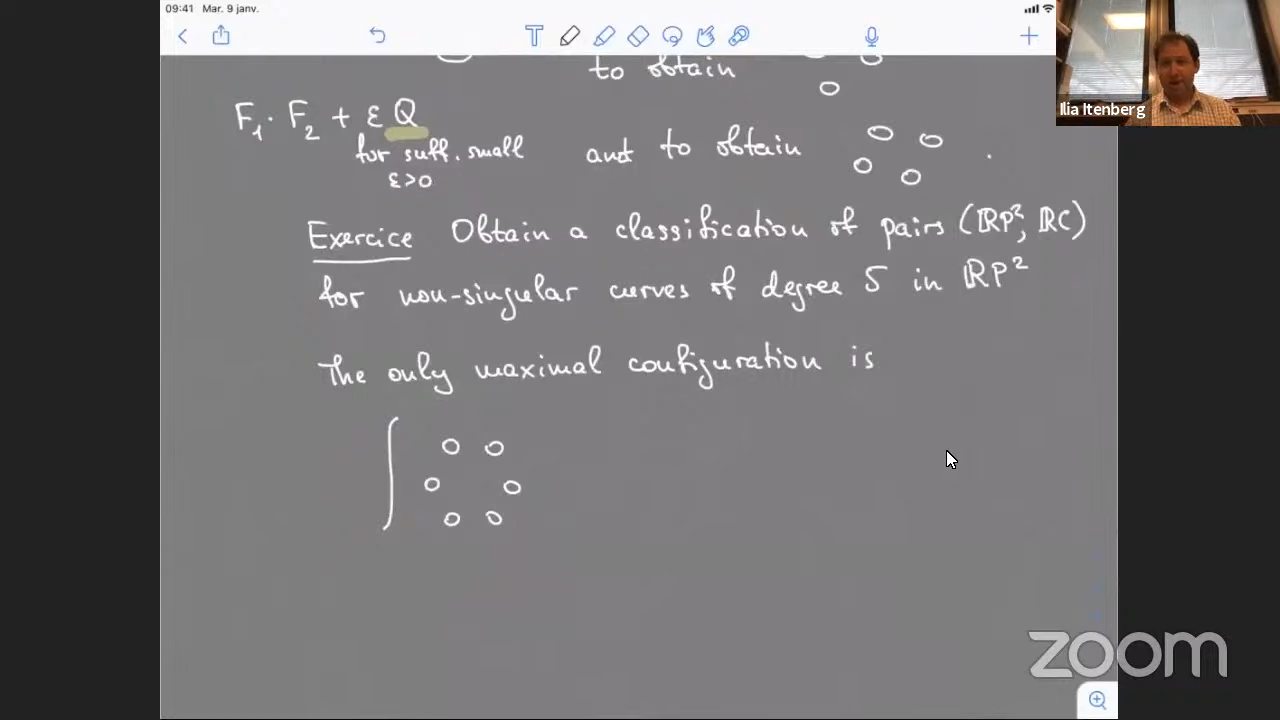 09:41 Mar. 9 janv.
to obtain
F₁ · F₂ + ε Q
for suff. small
ε>0
and to obtain .
Exercice Obtain a classification of pairs (ℝP², ℝC)
for non-singular curves of degree 5 in ℝP²
The only maximal configuration is
Ilia Itenberg
zoom